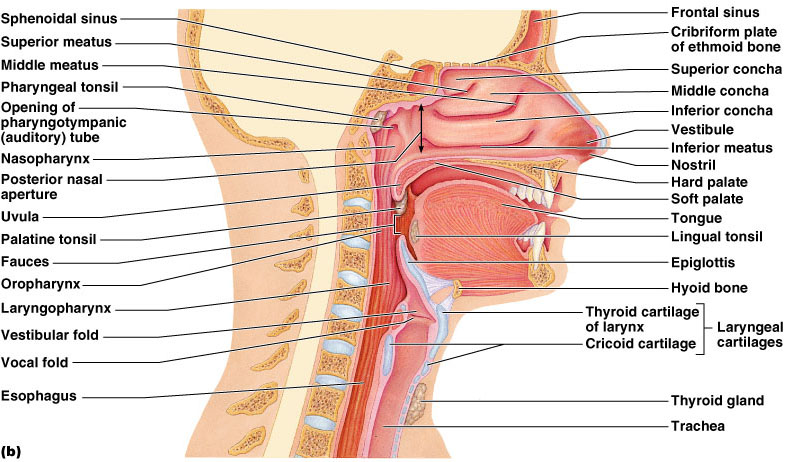 Sphenoidal sinus
Superior meatus
Middle meatus
Pharyngeal tonsil
Opening of
pharyngotympanic
(auditory) tube
Nasopharynx
Posterior nasal
aperture
Uvula
Palatine tonsil
Fauces
Oropharynx
Laryngopharynx
Vestibular fold
Vocal fold
Esophagus
(b)
Frontal sinus
Cribriform plate
of ethmoid bone
Superior concha
Middle concha
Inferior concha
Vestibule
Inferior meatus
Nostril
Hard palate
Soft palate
Tongue
Lingual tonsil
Epiglottis
Hyoid bone
Thyroid cartilage
of larynx
Cricoid cartilage
Laryngeal
cartilages
Thyroid gland
Trachea